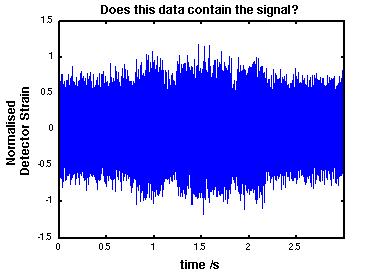 Does this data contain the signal?
1.5
1
0.5
0
-0.5
-1
-1.5
Normalised
Detector Strain
0 0.5 1 1.5 2 2.5
time /s